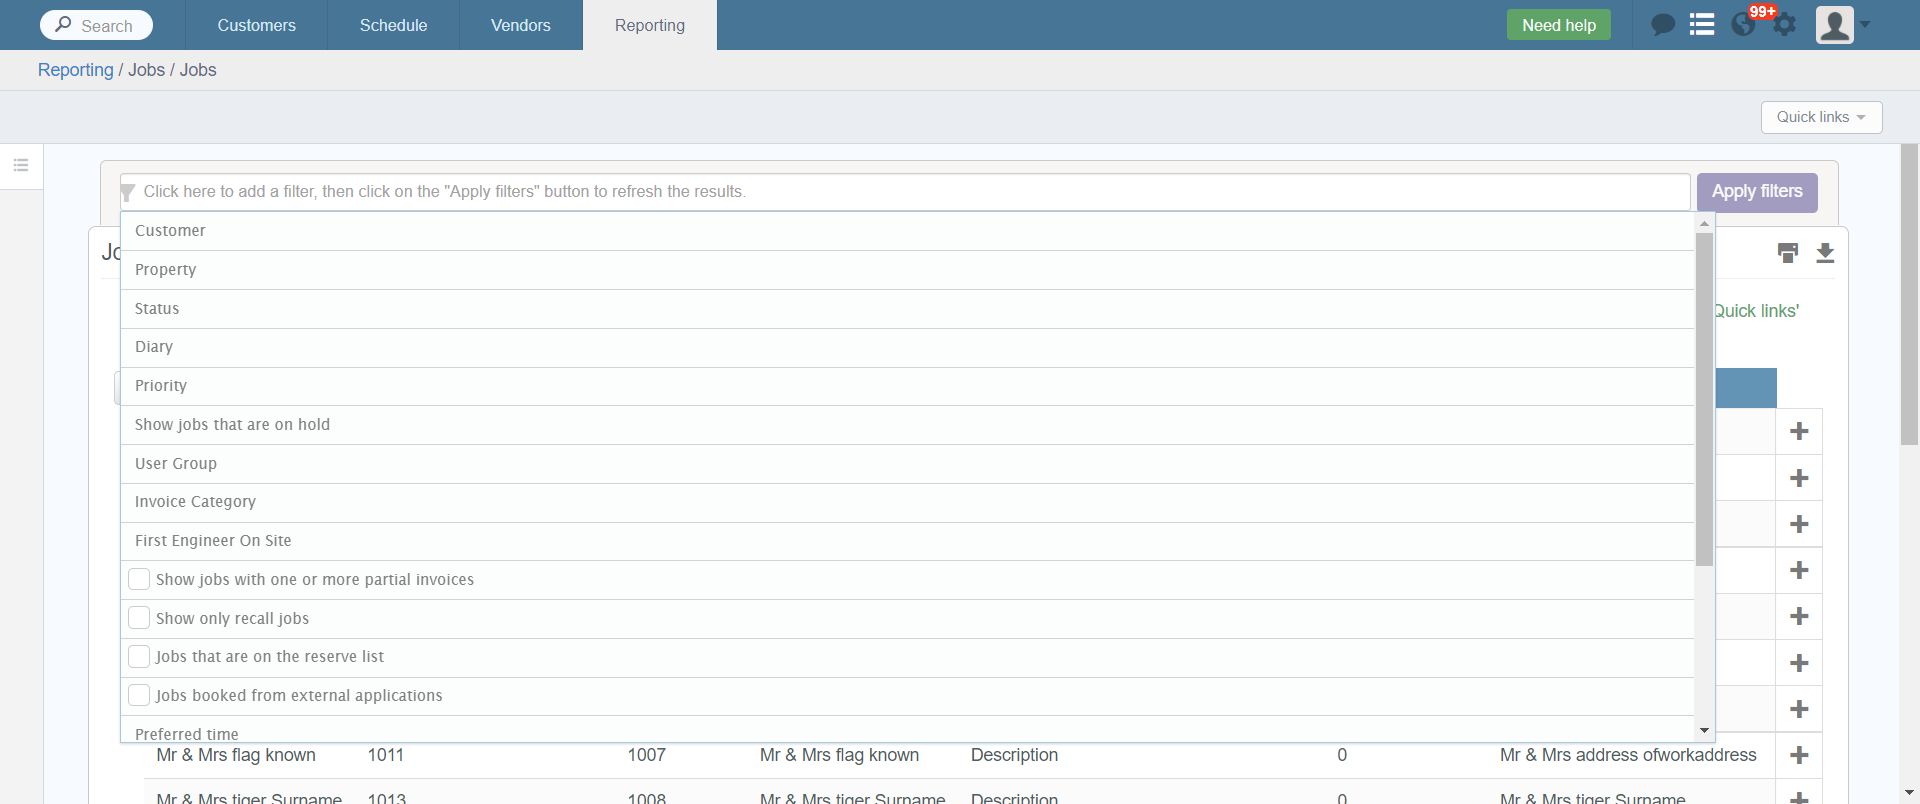 Search
Customers
Schedule
Vendors
Reporting
Need help
99+
Reporting / Jobs / Jobs
Quick links
Click here to add a filter, then click on the "Apply filters" button to refresh the results.
Apply filters
Customer
Property
Status
Quick links'
Diary
Priority
Show jobs that are on hold
User Group
Invoice Category
First Engineer On Site
Show jobs with one or more partial invoices
Show only recall jobs
Jobs that are on the reserve list
Jobs booked from external applications
Preferred time
Mr & Mrs flag known 1011 1007 Mr & Mrs flag known Description 0 Mr & Mrs address ofworkaddress
Mr & Mrs tiger Surname 1013 1008 Mr & Mrs tiger Surname Description 0 Mr & Mrs tiger Surname